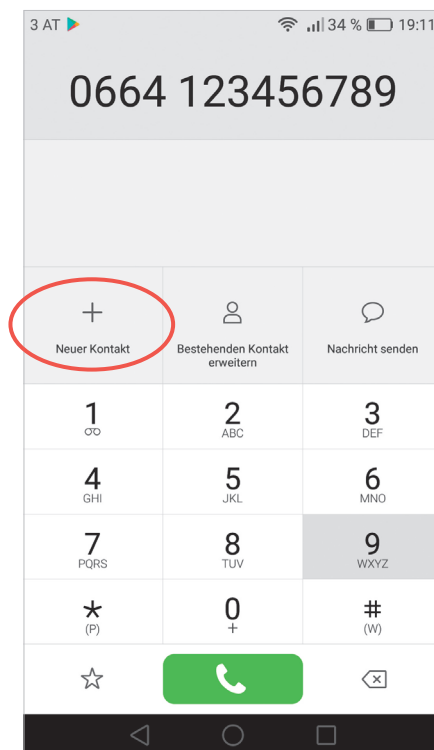 3 AT 34 % 19:11
0664 123456789
Neuer Kontakt
Bestehenden Kontakt
erweitern
Nachricht senden
1 2 3
ABC DEF
4 5 6
GHI JKL MNO
7 8 9
PQRS TUV WXYZ
* 0 #
(P) + (W)